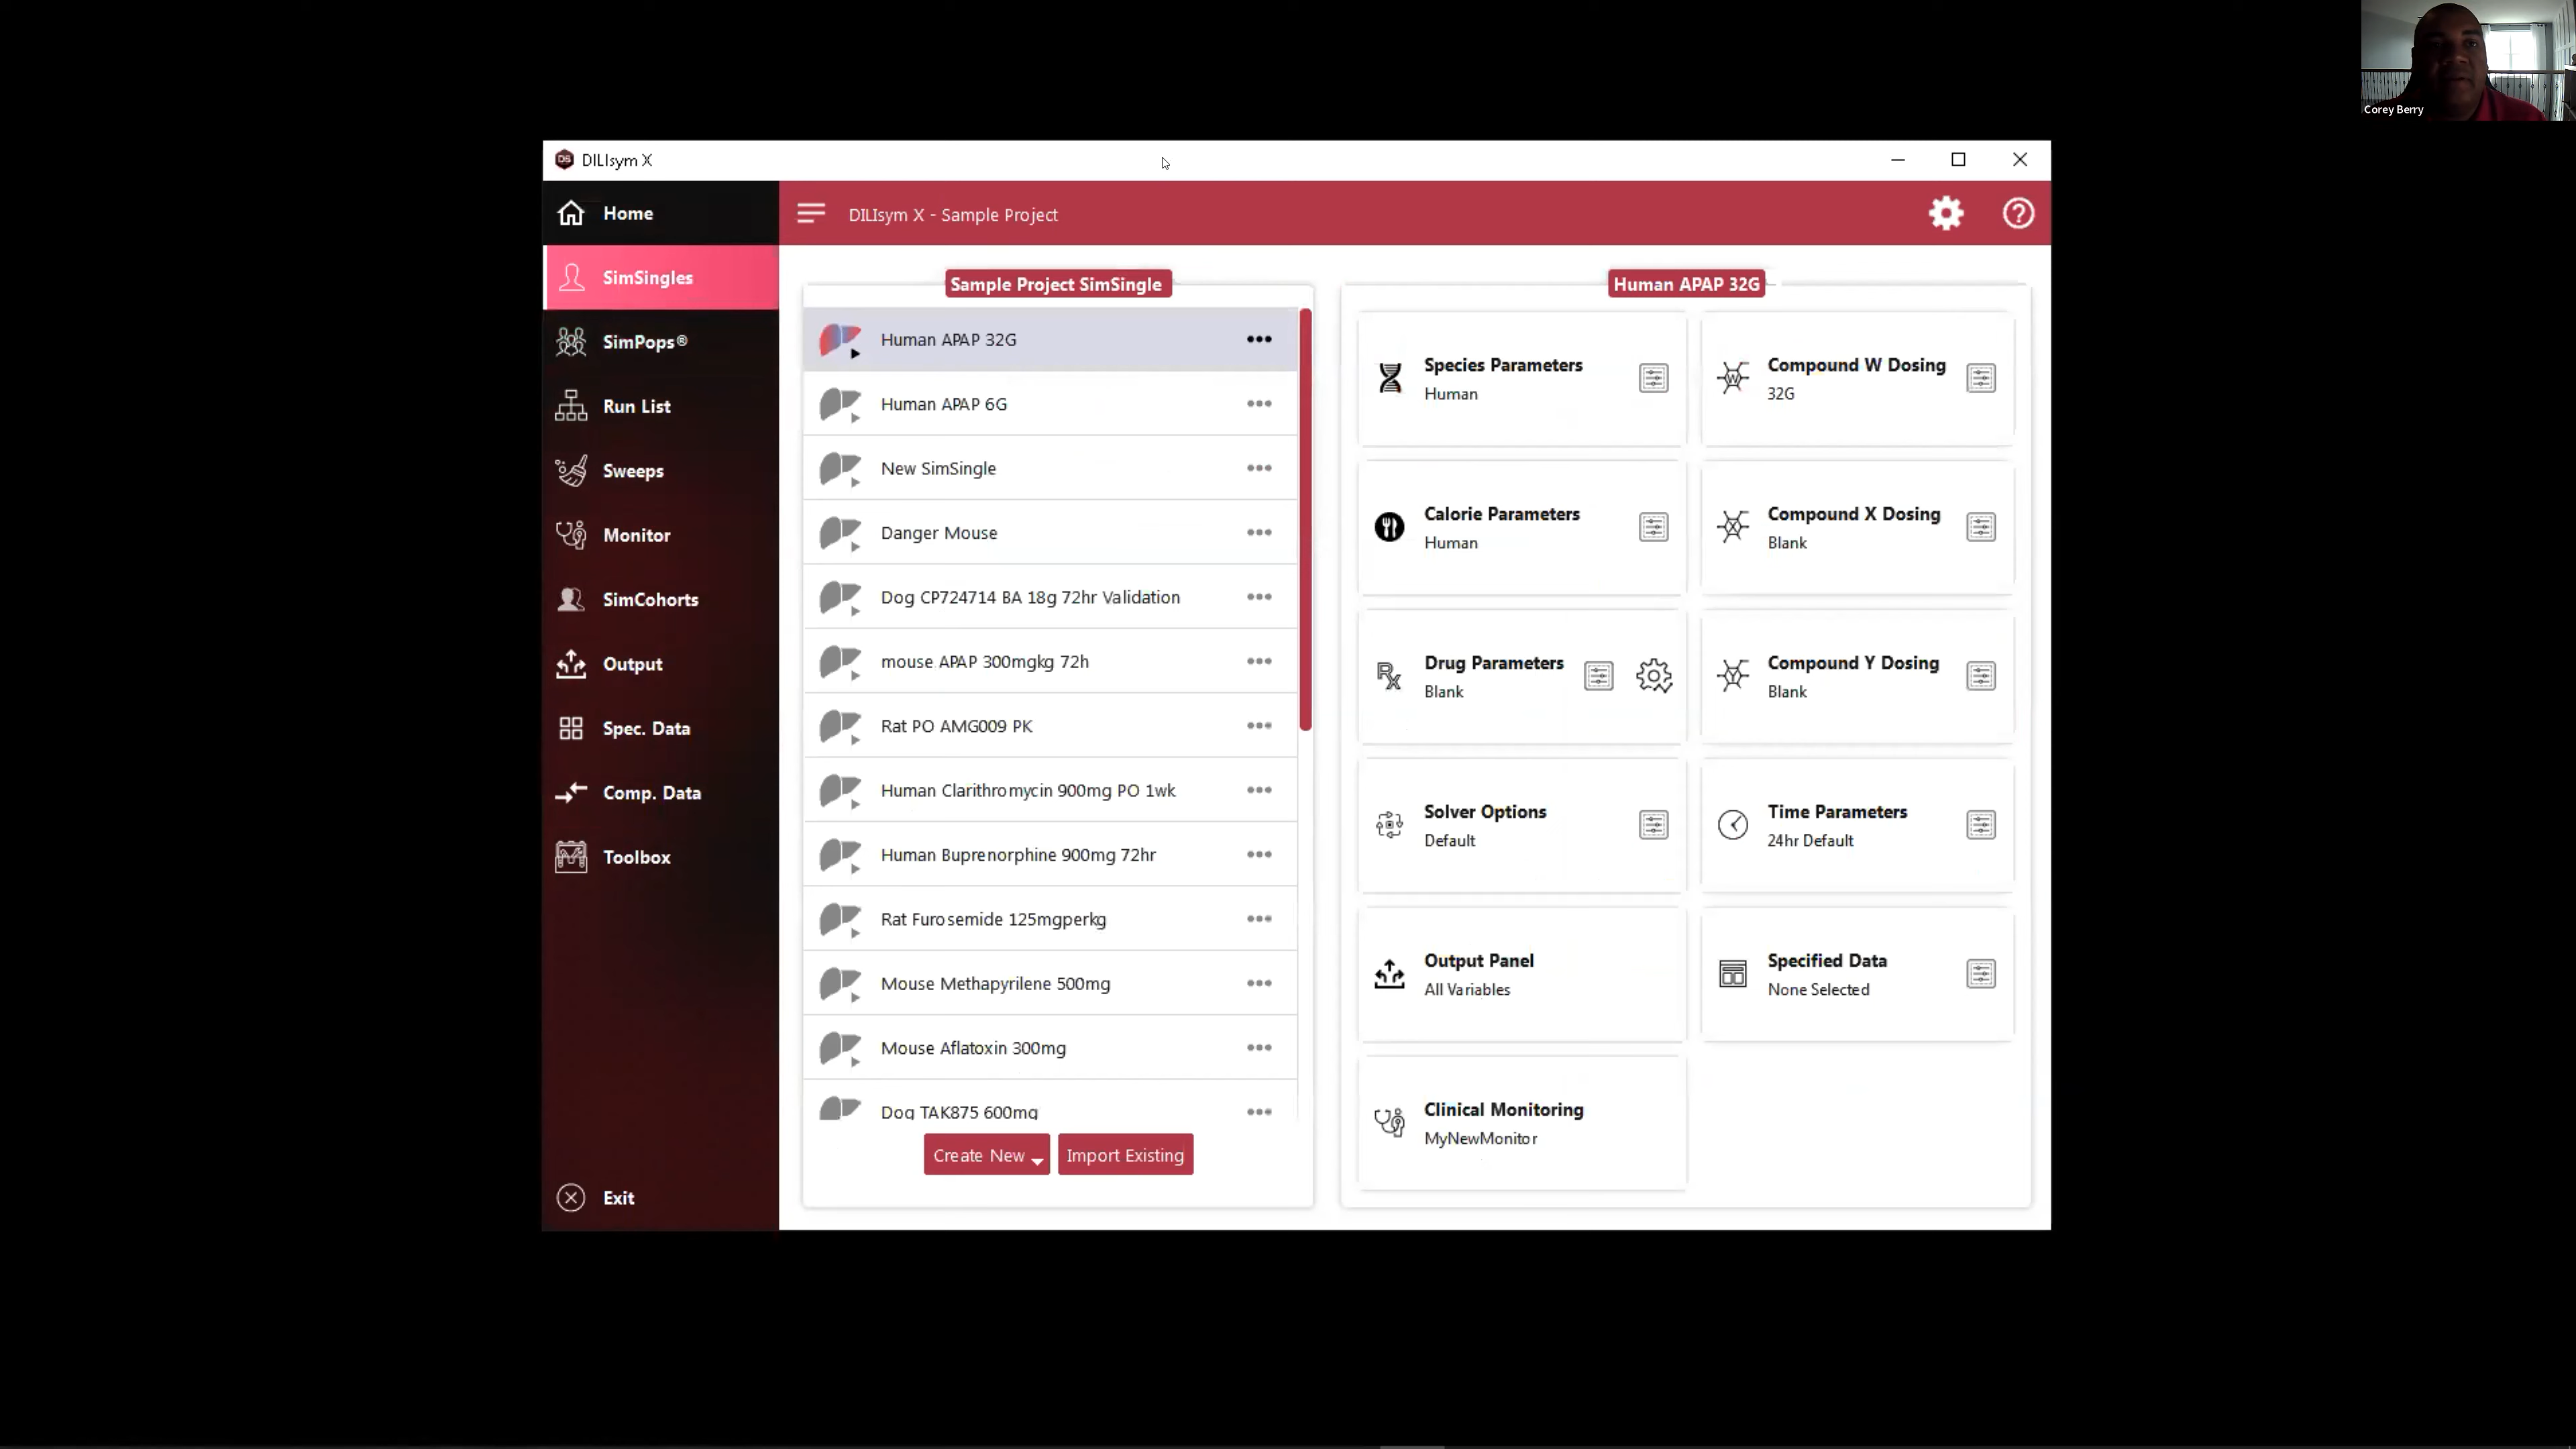 Corey Berry
DS DILIsym X
Home
SimSingles
SimPops®
Run List
Sweeps
Monitor
SimCohorts
Output
Spec. Data
Comp. Data
Toolbox
Exit
DILIsym X - Sample Project
?
Sample Project SimSingle
Human APAP 32G
Human APAP 6G
New SimSingle
Danger Mouse
Dog CP724714 BA 18g 72hr Validation
mouse APAP 300mgkg 72h
Rat PO AMG009 PK
Human Clarithromycin 900mg PO 1wk
Human Buprenorphine 900mg 72hr
Rat Furosemide 125mgperkg
Mouse Methapyrilene 500mg
Mouse Aflatoxin 300mg
Dog TAK875 600mg
Create New
Import Existing
Human APAP 32G
Species Parameters
Human
W
Compound W Dosing
32G
Calorie Parameters
Human
X
Compound X Dosing
Blank
Rx
Drug Parameters
Blank
Y
Compound Y Dosing
Blank
Solver Options
Default
Time Parameters
24hr Default
Output Panel
All Variables
Specified Data
None Selected
Clinical Monitoring
MyNewMonitor